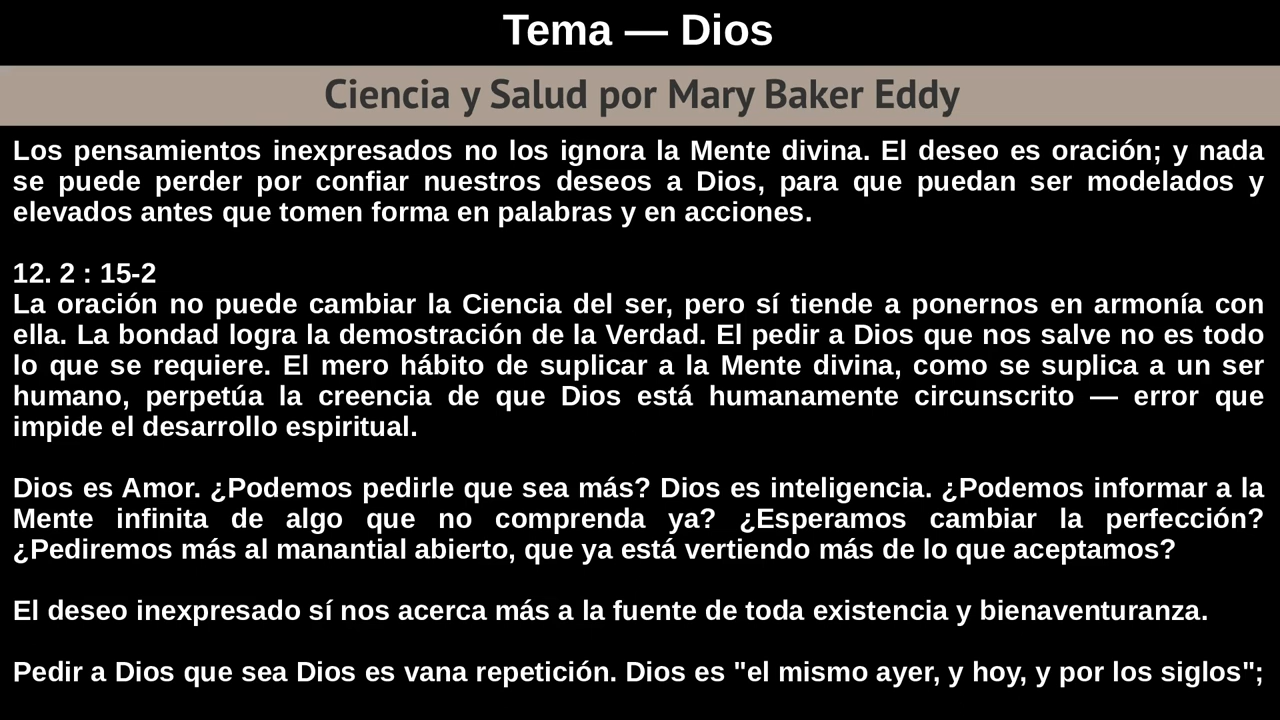 Tema — Dios
Ciencia y Salud por Mary Baker Eddy
Los pensamientos inexpresados no los ignora la Mente divina. El deseo es oración; y nada
se puede perder por confiar nuestros deseos a Dios, para que puedan ser modelados y
elevados antes que tomen forma en palabras y en acciones.
12. 2 : 15-2
La oración no puede cambiar la Ciencia del ser, pero sí tiende a ponernos en armonía con
ella. La bondad logra la demostración de la Verdad. El pedir a Dios que nos salve no es todo
lo que se requiere. El mero hábito de suplicar a la Mente divina, como se suplica a un ser
humano, perpetúa la creencia de que Dios está humanamente circunscrito — error que
impide el desarrollo espiritual.
Dios es Amor. ¿Podemos pedirle que sea más? Dios es inteligencia. ¿Podemos informar a la
Mente infinita de algo que no comprenda ya? ¿Esperamos cambiar la perfección?
¿Pediremos más al manantial abierto, que ya está vertiendo más de lo que aceptamos?
El deseo inexpresado sí nos acerca más a la fuente de toda existencia y bienaventuranza.
Pedir a Dios que sea Dios es vana repetición. Dios es "el mismo ayer, y hoy, y por los siglos";